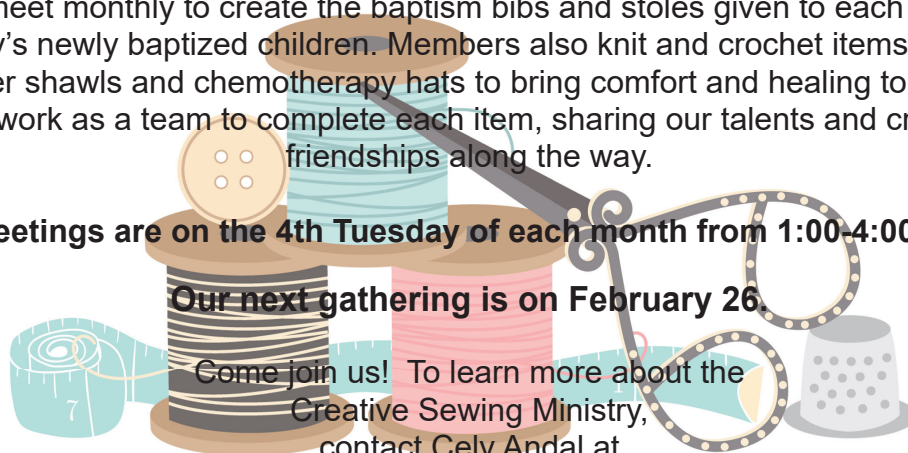 meet monthly to create the baptism bibs and stoles given to each
y's newly baptized children. Members also knit and crochet items
er shawls and chemotherapy hats to bring comfort and healing to
work as a team to complete each item, sharing our talents and cr
friendships along the way.
eetings are on the 4th Tuesday of each month from 1:00-4:00
Our next gathering is on February 26.
Come join us! To learn more about the
Creative Sewing Ministry,
contact Cely Andal at
7